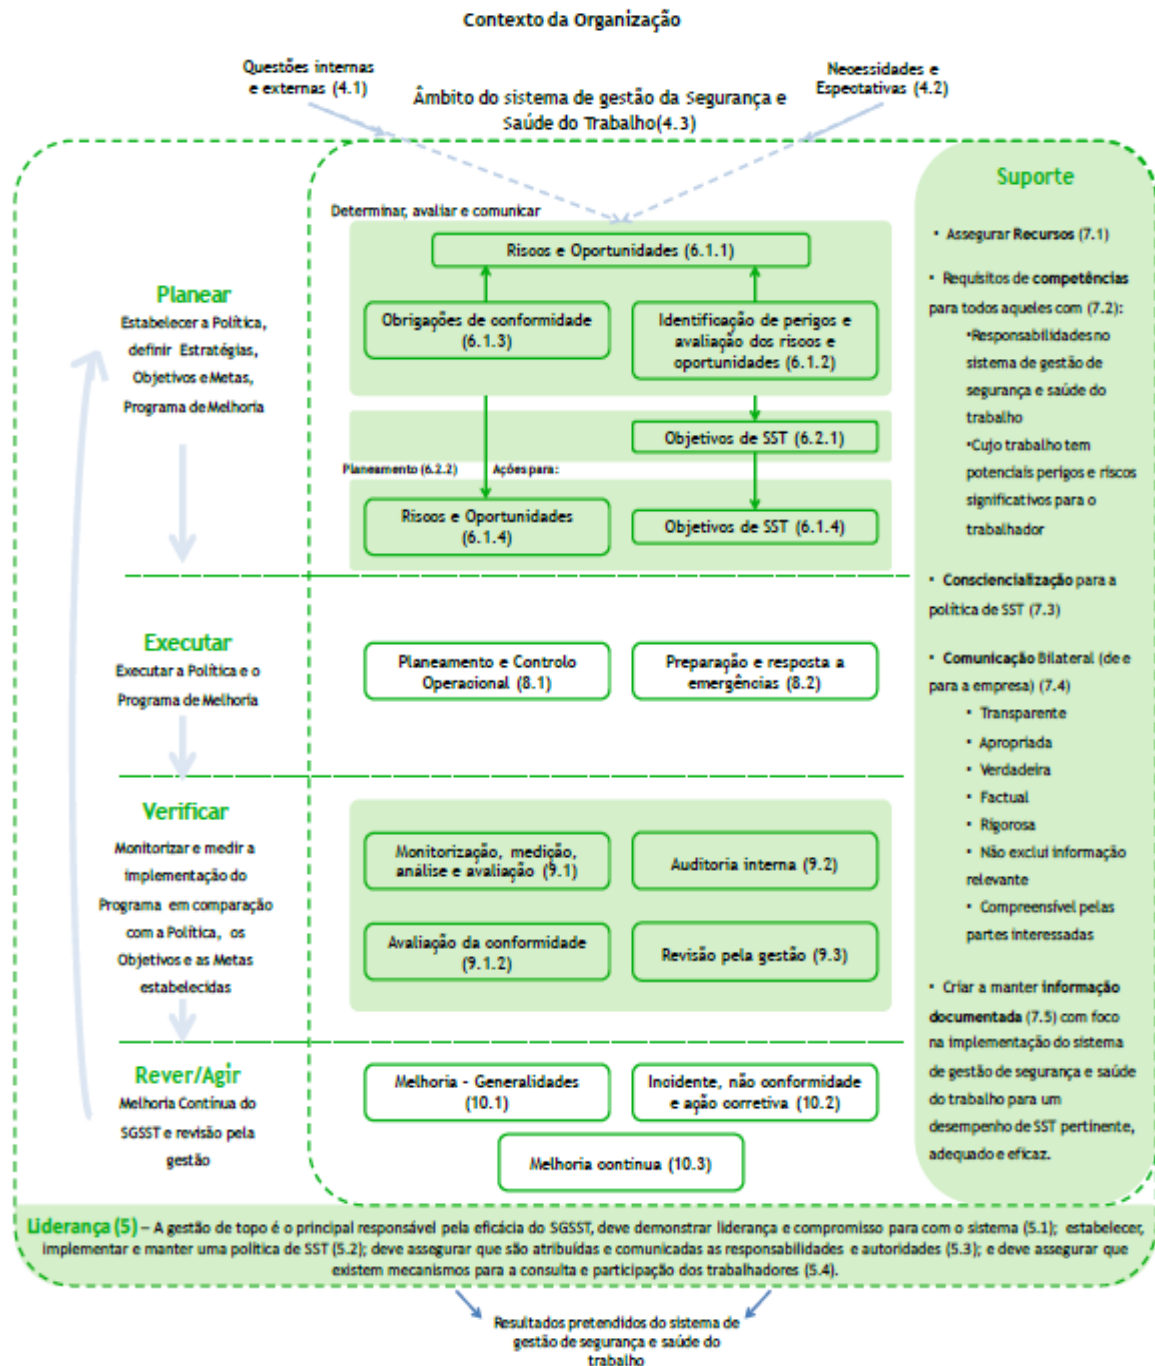 Contexto da Organização
Questões internas
e externas (4.1)
Necessidades e
Espectativas (4.2)
Âmbito do sistema de gestão da Segurança e
Saúde do Trabalho(4.3)
Determinar, avaliar e comunicar
Riscos e Oportunidades (6.1.1)
Obrigações de conformidade
(6.1.3)
Identificação de perigos e
avaliação dos riscos e
oportunidades (6.1.2)
Objetivos de SST (6.2.1)
Planeamento (6.2.2)
Ações para:
Riscos e Oportunidades
(6.1.4)
Objetivos de SST (6.1.4)
Planear
Estabelecer a Política,
definir Estratégias,
Objetivos e Metas,
Programa de Melhoria
Executar
Executar a Política e o
Programa de Melhoria
Planeamento e Controlo
Operacional (8.1)
Preparação e resposta a
emergências (8.2)
Verificar
Monitorizar e medir a
implementação do
Programa em comparação
com a Política, os
Objetivos e as Metas
estabelecidas
Monitorização, medição,
análise e avaliação (9.1)
Auditoria interna (9.2)
Avaliação da conformidade
(9.1.2)
Revisão pela gestão (9.3)
Rever/Agir
Melhoria Contínua do
SGSST e revisão pela
gestão
Melhoria - Generalidades
(10.1)
Incidente, não conformidade
e ação corretiva (10.2)
Melhoria contínua (10.3)
Suporte
• Assegurar Recursos (7.1)
• Requisitos de competências
para todos aqueles com (7.2):
•Responsabilidades no
sistema de gestão de
segurança e saúde do
trabalho
•Cujo trabalho tem
potenciais perigos e riscos
significativos para o
trabalhador
• Consciencialização para a
política de SST (7.3)
• Comunicação Bilateral (de e
para a empresa) (7.4)
• Transparente
• Apropriada
• Verdadeira
• Factual
• Rigorosa
• Não exclui informação
relevante
• Compreensível pelas
partes interessadas
• Criar a manter informação
documentada (7.5) com foco
na implementação do sistema
de gestão de segurança e saúde
do trabalho para um
desempenho de SST pertinente,
adequado e eficaz.
Liderança (5) – A gestão de topo é o principal responsável pela eficácia do SGSST, deve demonstrar liderança e compromisso para com o sistema (5.1); estabelecer,
implementar e manter uma política de SST (5.2); deve assegurar que são atribuídas e comunicadas as responsabilidades e autoridades (5.3); e deve assegurar que
existem mecanismos para a consulta e participação dos trabalhadores (5.4).
Resultados pretendidos do sistema de
gestão de segurança e saúde do
trabalho